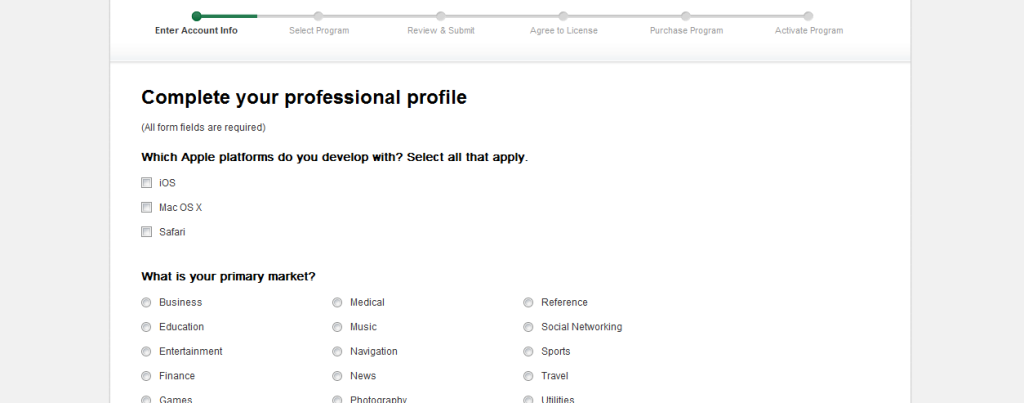 Enter Account Info Select Program Review & Submit Agree to License Purchase Program Activate Program
Complete your professional profile
(All form fields are required)
Which Apple platforms do you develop with? Select all that apply.
iOS
Mac OS X
Safari
What is your primary market?
Business Medical Reference
Education Music Social Networking
Entertainment Navigation Sports
Finance News Travel
Games Photography Utilities